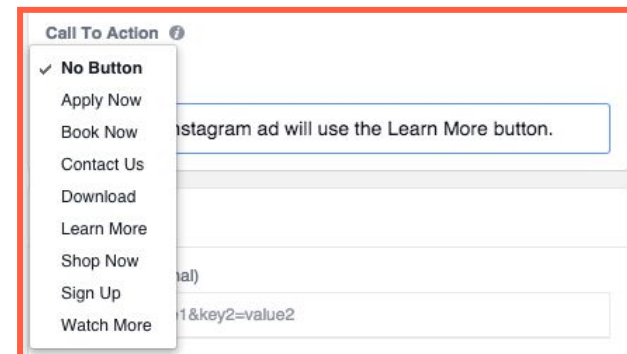 Call To Action
✓ No Button
Apply Now
Book Now
nstagram ad will use the Learn More button.
Contact Us
Download
Learn More
Shop Now
nal)
Sign Up
1&key2=value2
Watch More